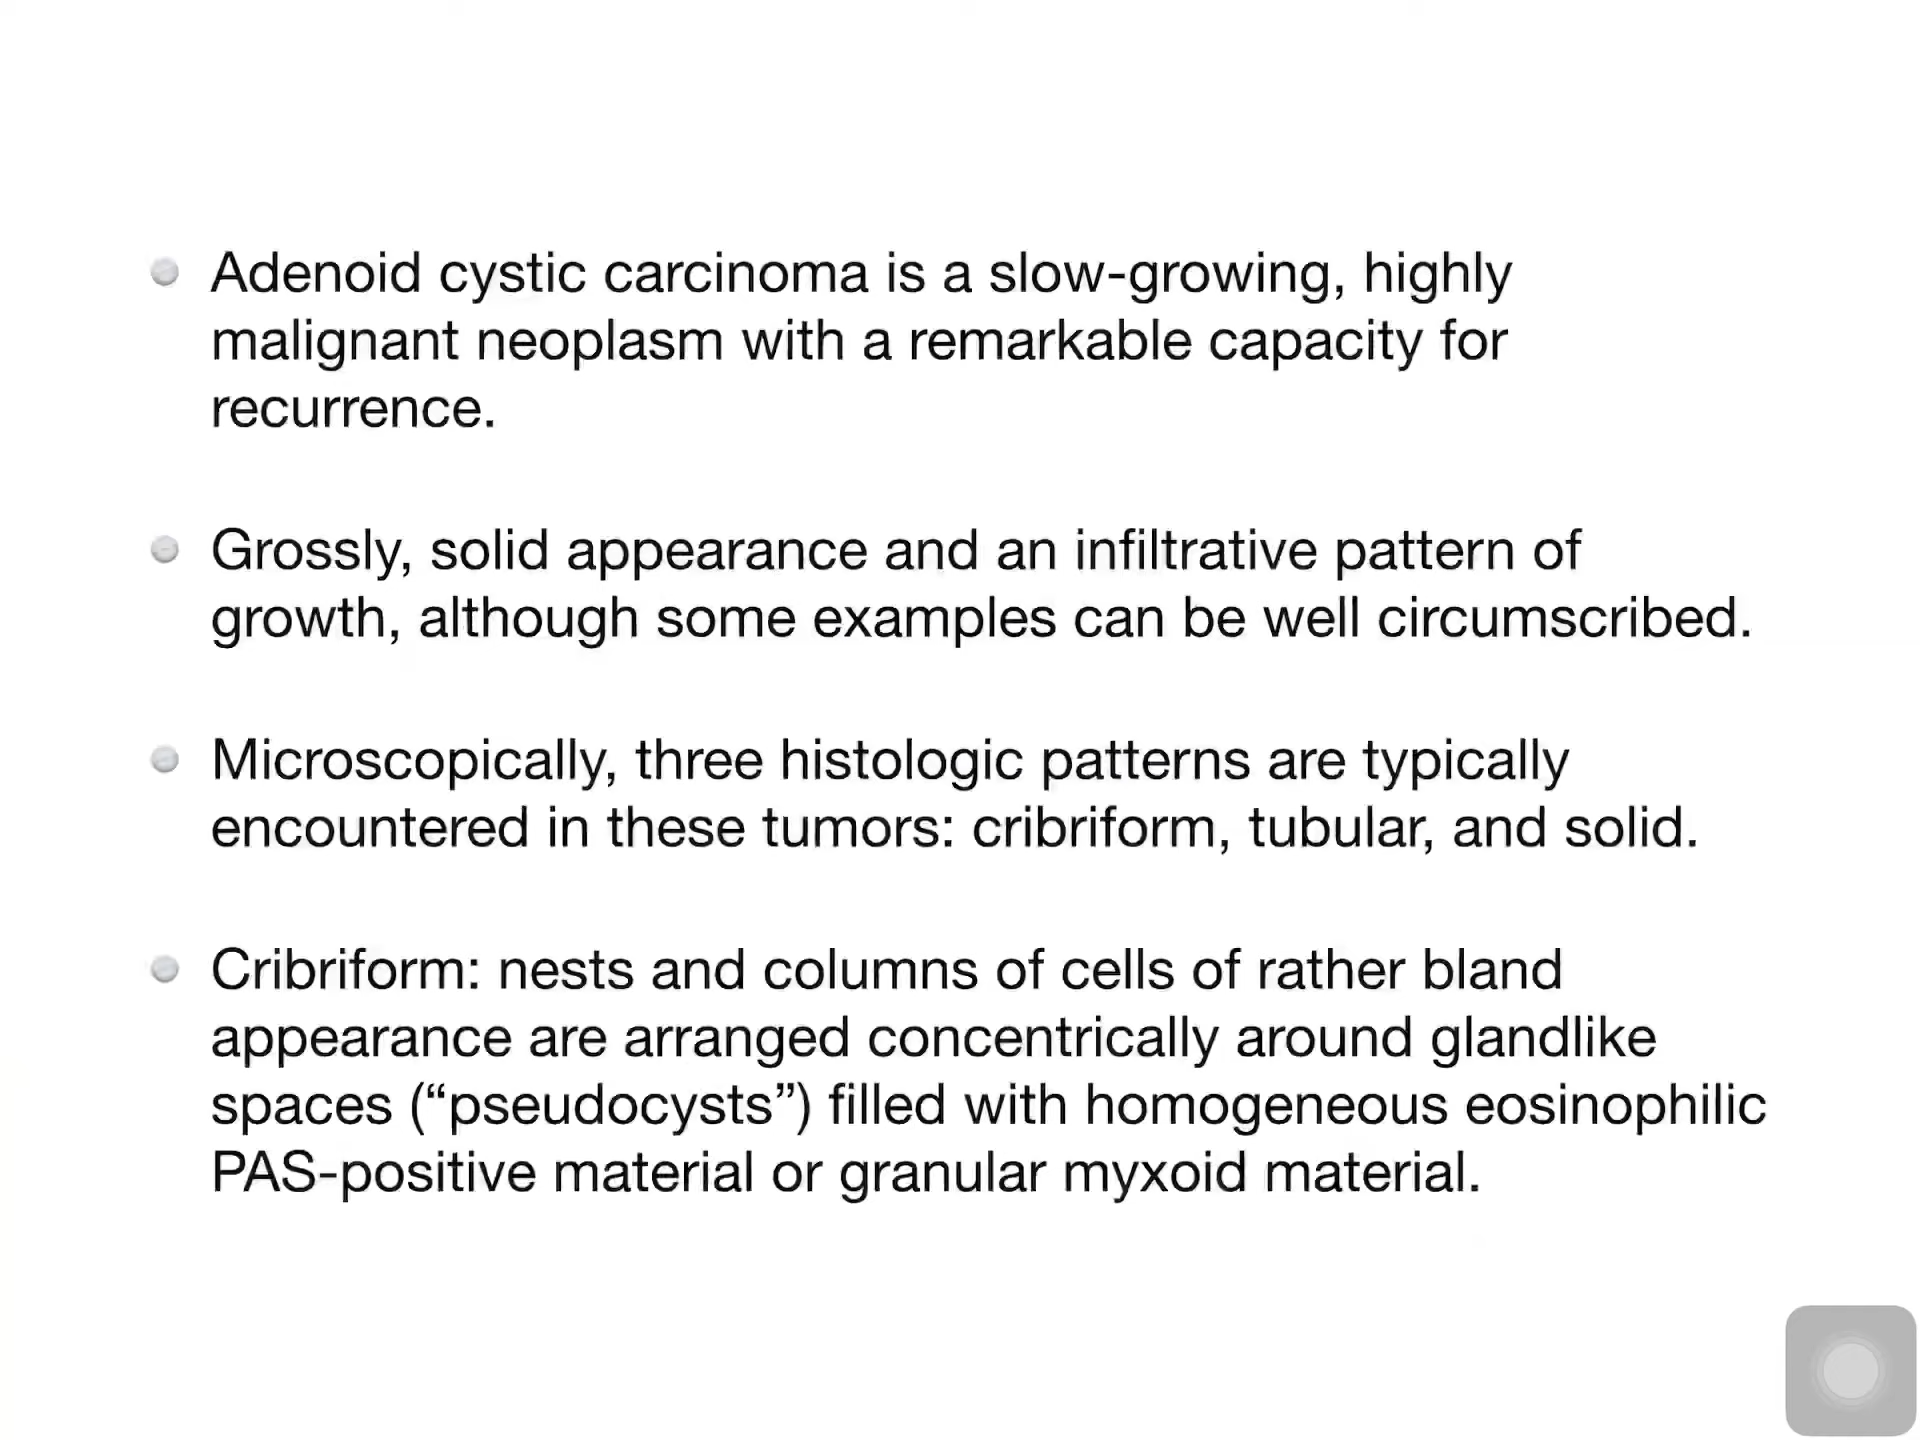 Adenoid cystic carcinoma is a slow-growing, highly
malignant neoplasm with a remarkable capacity for
recurrence.
Grossly, solid appearance and an infiltrative pattern of
growth, although some examples can be well circumscribed.
Microscopically, three histologic patterns are typically
encountered in these tumors: cribriform, tubular, and solid.
Cribriform: nests and columns of cells of rather bland
appearance are arranged concentrically around glandlike
spaces (“pseudocysts”) filled with homogeneous eosinophilic
PAS-positive material or granular myxoid material.